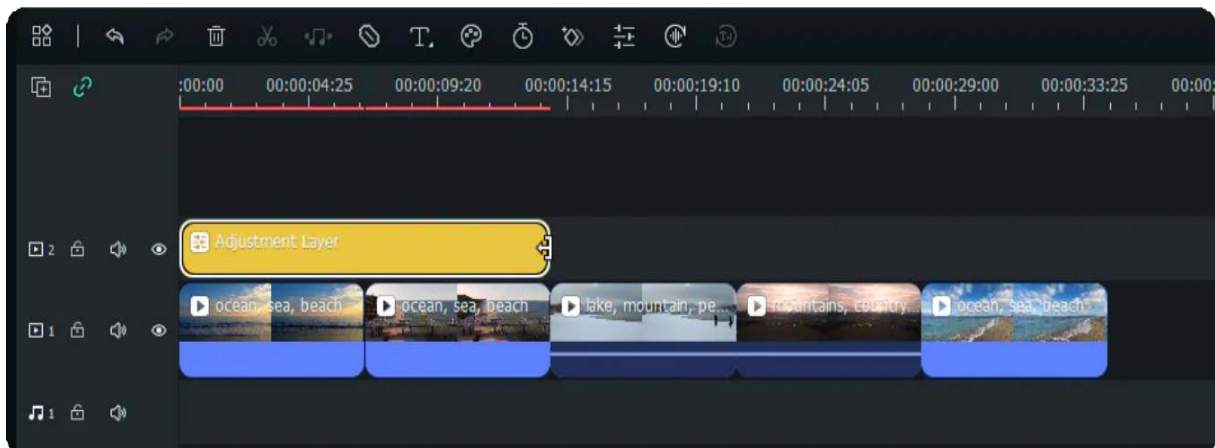 :00:00 00:00:04:25 00:00:09:20 00:00:14:15 00:00:19:10 00:00:24:05 00:00:29:00 00:00:33:25 00:00:
2 Adjustment Layer
ocean, sea, beach ocean, sea, beach lake, mountain, pe... mountains, country... ocean, sea, beach
1
1